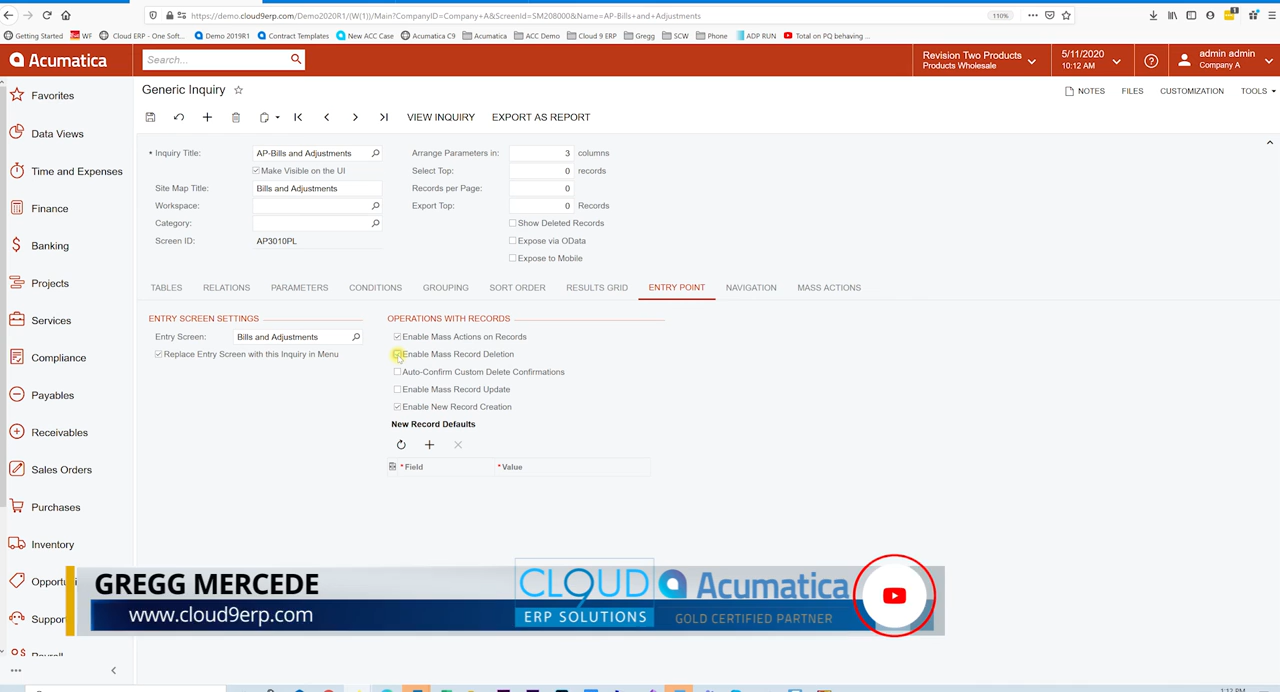 https://demo.cloud9erp.com/Demo2020R1/(W(1))/Main?CompanyID=Company+A&ScreenId=SM208000&Name=AP-Bills+and+Adjustments
110%
Getting Started
WF
Cloud ERP - One Soft...
Demo 2019R1
Contract Templates
New ACC Case
Acumatica C9
Acumatica
ACC Demo
Cloud 9 ERP
Gregg
SCW
Phone
ADP RUN
Total on PQ behaving ...
Acumatica
Search...
Revision Two Products
Products Wholesale
5/11/2020
10:12 AM
admin admin
Company A
Favorites
Data Views
Time and Expenses
Finance
Banking
Projects
Services
Compliance
Payables
Receivables
Sales Orders
Purchases
Inventory
Opportuni
Suppor
Generic Inquiry
NOTES
FILES
CUSTOMIZATION
TOOLS
VIEW INQUIRY
EXPORT AS REPORT
Inquiry Title: AP-Bills and Adjustments
Make Visible on the UI
Site Map Title: Bills and Adjustments
Workspace:
Category:
Screen ID: AP3010PL
Arrange Parameters in: 3 columns
Select Top: 0 records
Records per Page: 0
Export Top: 0 Records
Show Deleted Records
Expose via OData
Expose to Mobile
TABLES
RELATIONS
PARAMETERS
CONDITIONS
GROUPING
SORT ORDER
RESULTS GRID
ENTRY POINT
NAVIGATION
MASS ACTIONS
ENTRY SCREEN SETTINGS
Entry Screen: Bills and Adjustments
Replace Entry Screen with this Inquiry in Menu
OPERATIONS WITH RECORDS
Enable Mass Actions on Records
Enable Mass Record Deletion
Auto-Confirm Custom Delete Confirmations
Enable Mass Record Update
Enable New Record Creation
New Record Defaults
* Field
* Value
GREGG MERCEDE
www.cloud9erp.com
CLOUD9
ERP SOLUTIONS
Acumatica
GOLD CERTIFIED PARTNER